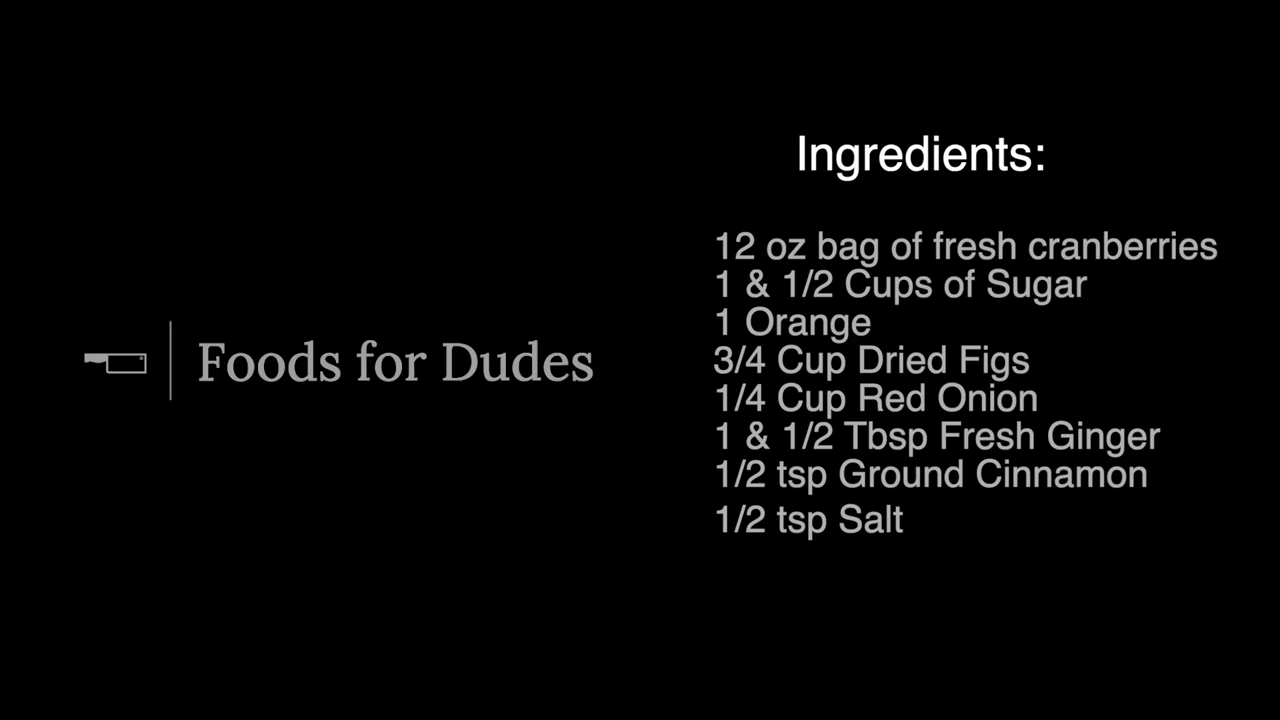 Foods for Dudes
Ingredients:
12 oz bag of fresh cranberries
1 & 1/2 Cups of Sugar
1 Orange
3/4 Cup Dried Figs
1/4 Cup Red Onion
1 & 1/2 Tbsp Fresh Ginger
1/2 tsp Ground Cinnamon
1/2 tsp Salt